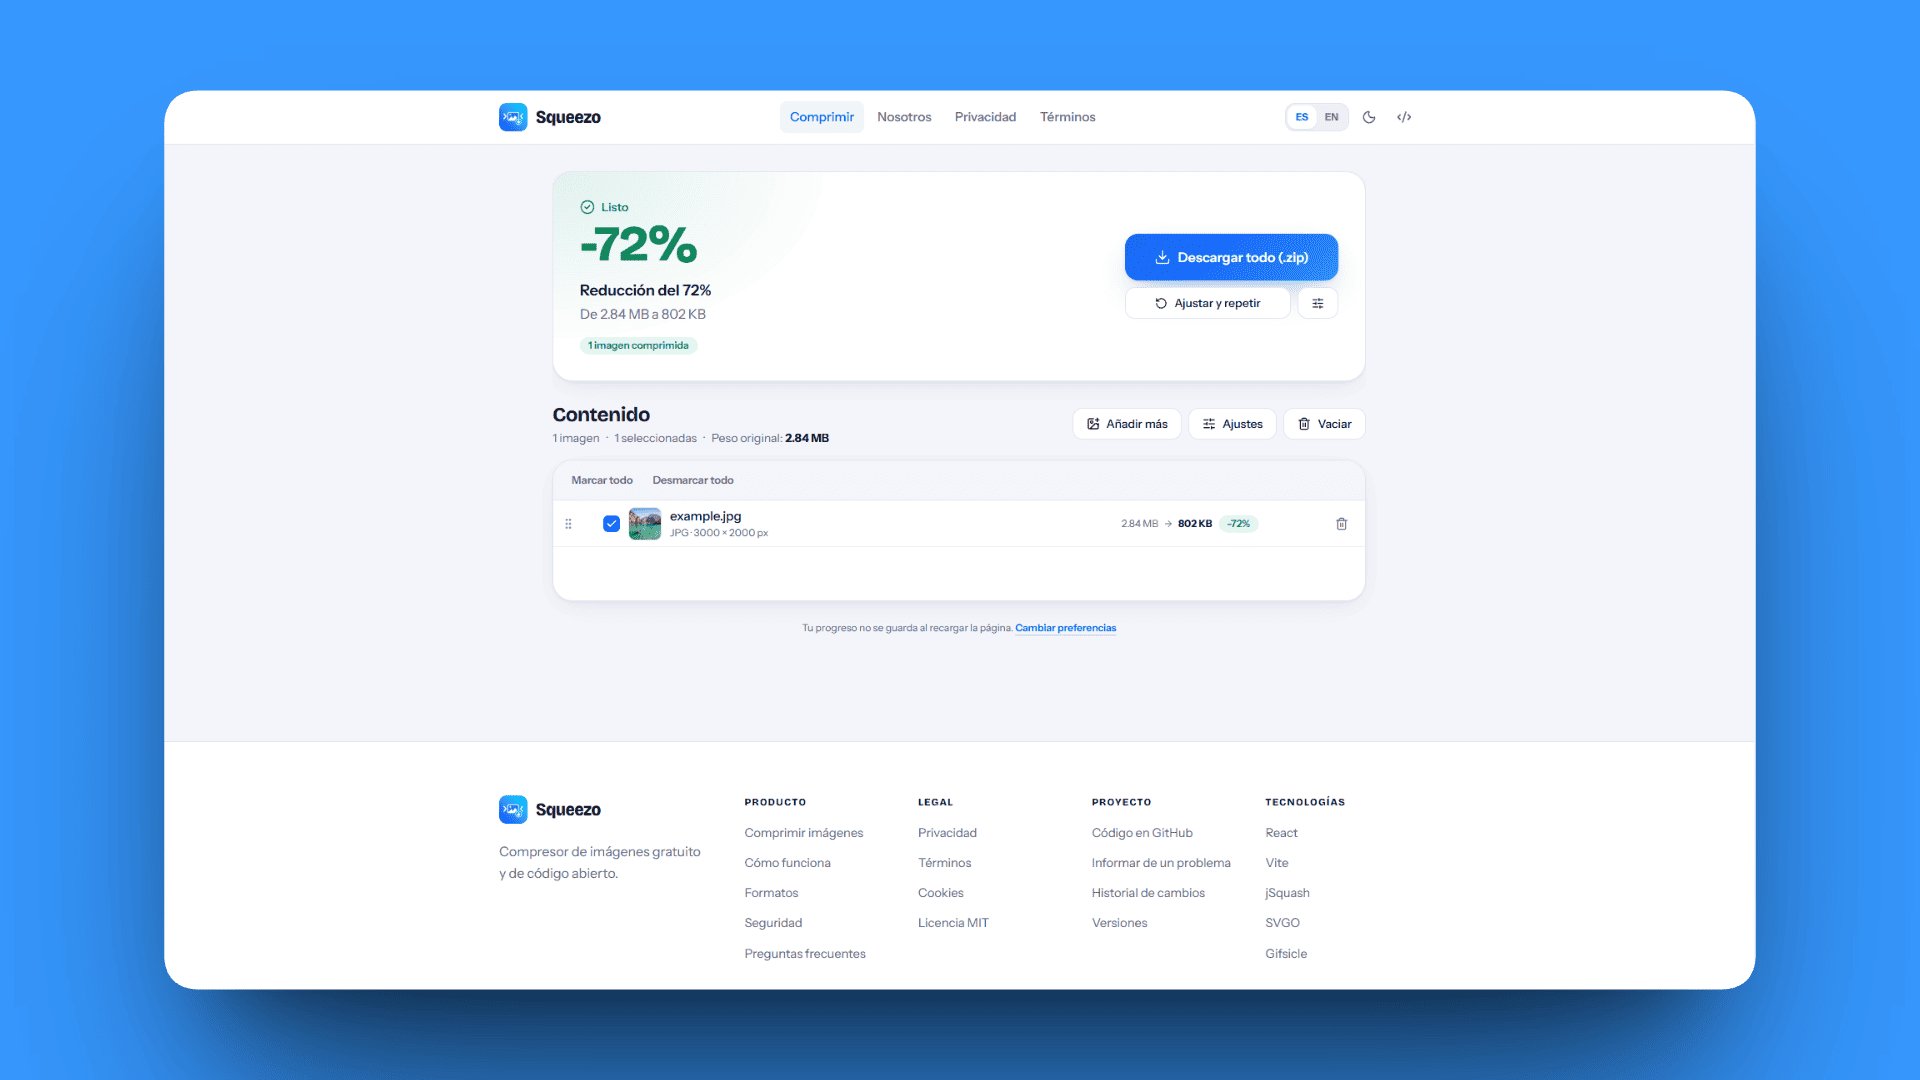 Squeezo
Comprimir
Nosotros
Privacidad
Términos
ES
EN
Listo
-72%
Reducción del 72%
De 2.84 MB a 802 KB
1 imagen comprimida
Descargar todo (.zip)
Ajustar y repetir
Contenido
1 imagen · 1 seleccionadas · Peso original: 2.84 MB
Añadir más
Ajustes
Vaciar
Marcar todo
Desmarcar todo
example.jpg
JPG · 3000 × 2000 px
2.84 MB → 802 KB -72%
Tu progreso no se guarda al recargar la página. Cambiar preferencias
Squeezo
Compresor de imágenes gratuito
y de código abierto.
PRODUCTO
Comprimir imágenes
Cómo funciona
Formatos
Seguridad
Preguntas frecuentes
LEGAL
Privacidad
Términos
Cookies
Licencia MIT
PROYECTO
Código en GitHub
Informar de un problema
Historial de cambios
Versiones
TECNOLOGÍAS
React
Vite
jSquash
SVGO
Gifsicle